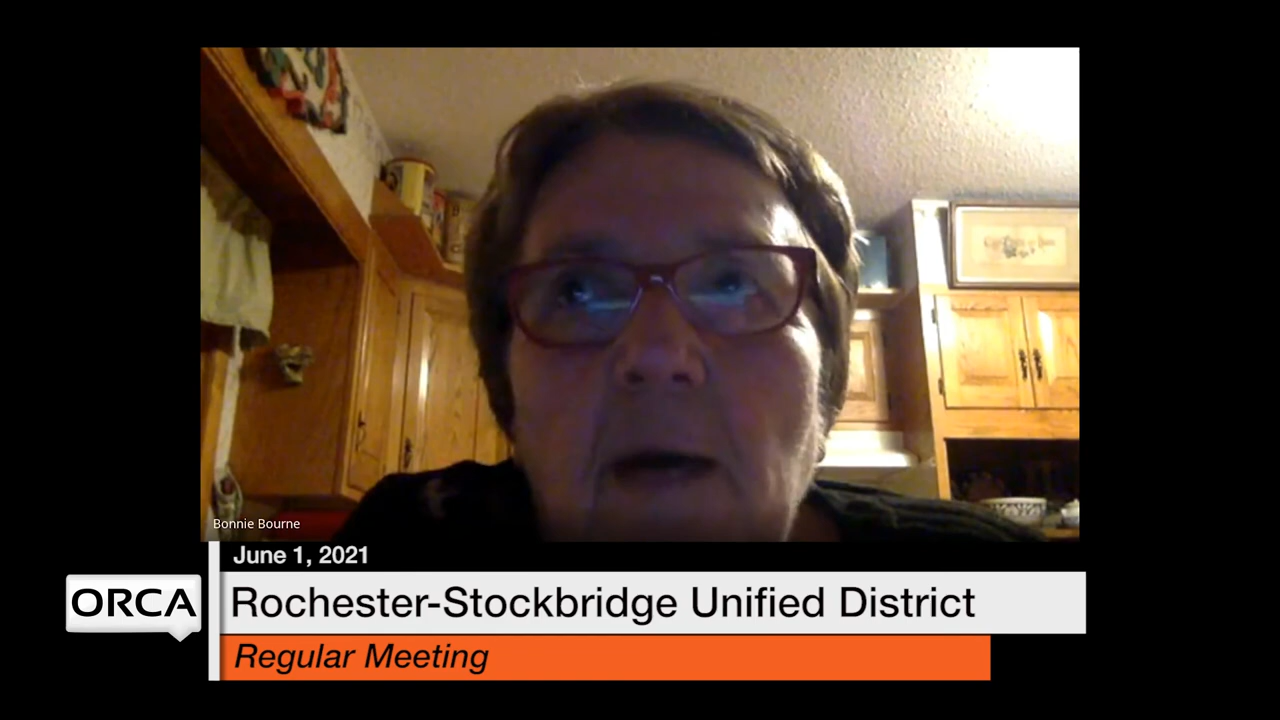 Bonnie Bourne
June 1, 2021
ORCA
Rochester-Stockbridge Unified District
Regular Meeting